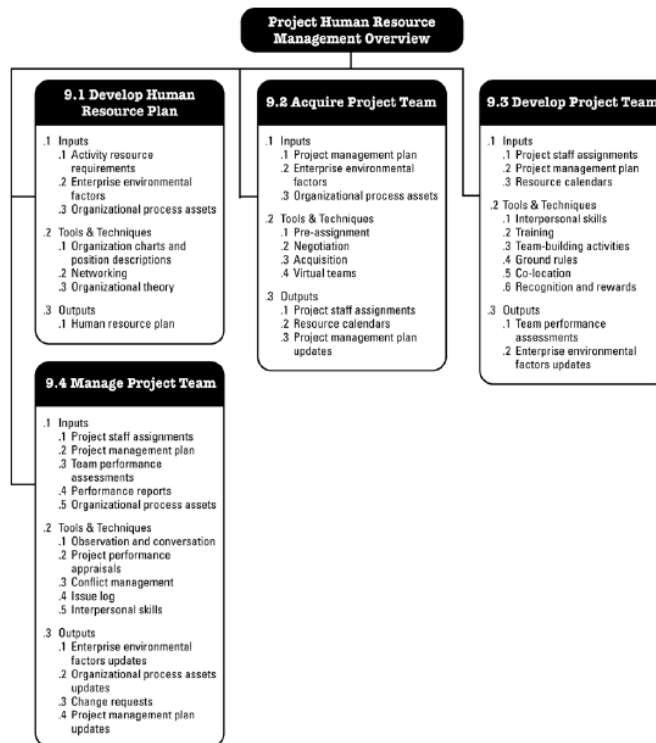 Project Human Resource
Management Overview
9.1 Develop Human
Resource Plan
.1 Inputs
.1 Activity resource
requirements
.2 Enterprise environmental
factors
.3 Organizational process assets
.2 Tools & Techniques
.1 Organization charts and
position descriptions
.2 Networking
.3 Organizational theory
.3 Outputs
.1 Human resource plan
9.2 Acquire Project Team
.1 Inputs
.1 Project management plan
.2 Enterprise environmental
factors
.3 Organizational process assets
.2 Tools & Techniques
.1 Pre-assignment
.2 Negotiation
.3 Acquisition
.4 Virtual teams
.3 Outputs
.1 Project staff assignments
.2 Resource calendars
.3 Project management plan
updates
9.3 Develop Project Team
.1 Inputs
.1 Project staff assignments
.2 Project management plan
.3 Resource calendars
.2 Tools & Techniques
.1 Interpersonal skills
.2 Training
.3 Team-building activities
.4 Ground rules
.5 Co-location
.6 Recognition and rewards
.3 Outputs
.1 Team performance
assessments
.2 Enterprise environmental
factors updates
9.4 Manage Project Team
.1 Inputs
.1 Project staff assignments
.2 Project management plan
.3 Team performance
assessments
.4 Performance reports
.5 Organizational process assets
.2 Tools & Techniques
.1 Observation and conversation
.2 Project performance
appraisals
.3 Conflict management
.4 Issue log
.5 Interpersonal skills
.3 Outputs
.1 Enterprise environmental
factors updates
.2 Organizational process assets
updates
.3 Change requests
.4 Project management plan
updates